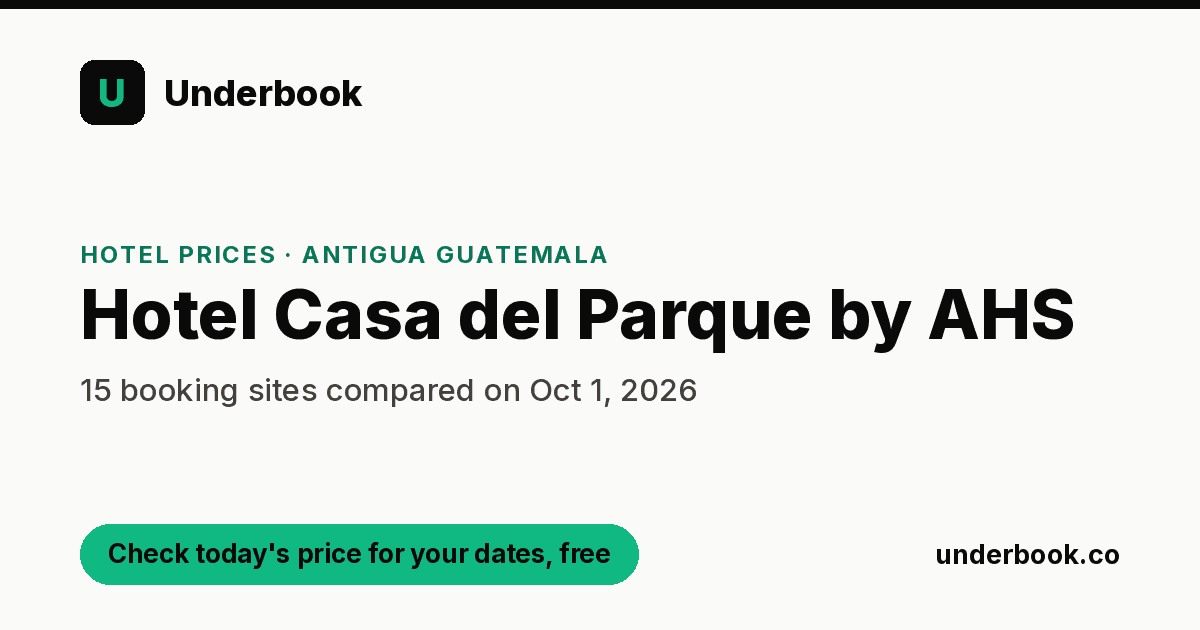 U
Underbook
HOTEL PRICES · ANTIGUA GUATEMALA
Hotel Casa del Parque by AHS
15 booking sites compared on Oct 1, 2026
Check today's price for your dates, free
underbook.co